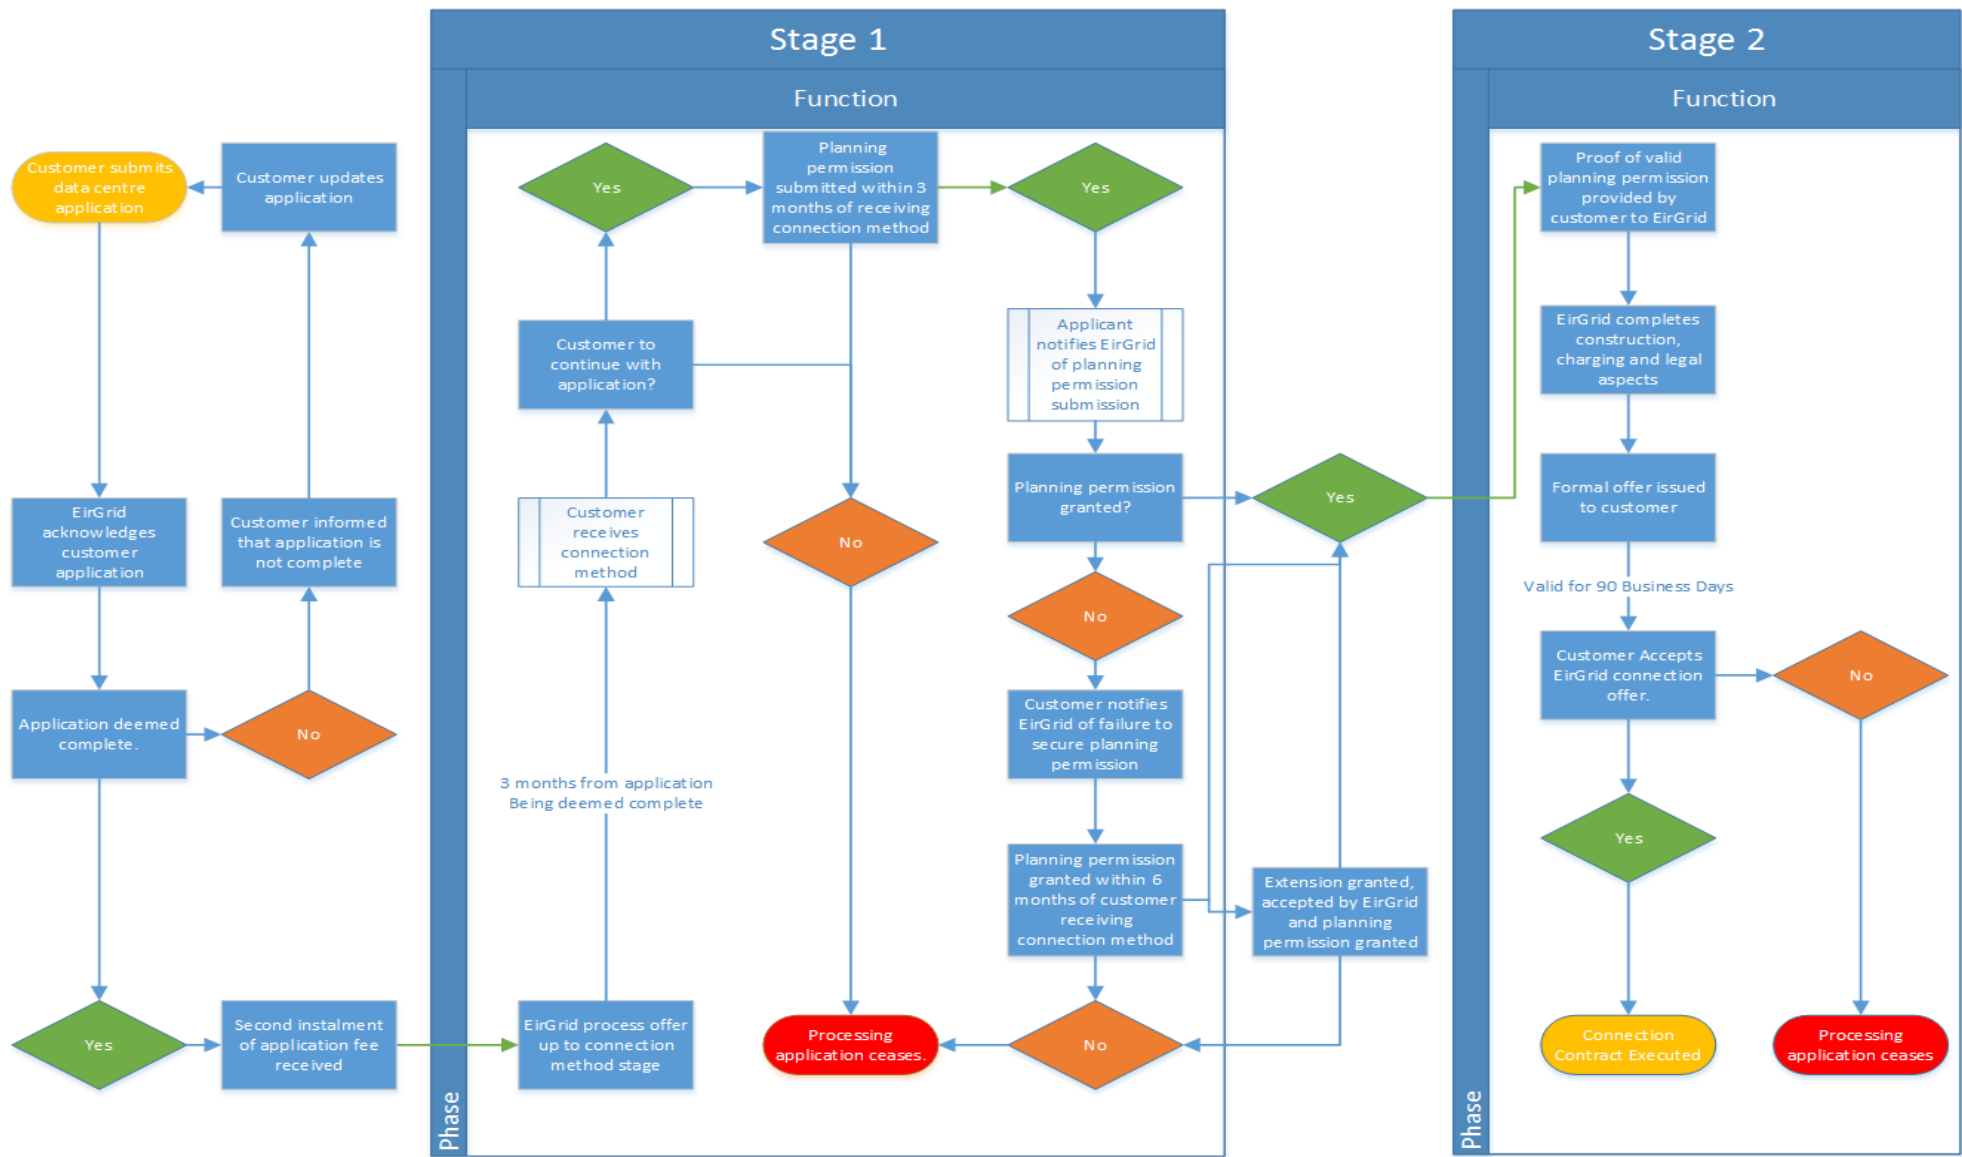 Stage 1
Function
Phase
Stage 2
Function
Phase
Customer submits
data centre
application
Customer updates
application
EirGrid
acknowledges
customer
application
Customer informed
that application is
not complete
Application deemed
complete.
No
Yes
Second instalment
of application fee
received
EirGrid process offer
up to connection
method stage
3 months from application
Being deemed complete
Customer
receives
connection
method
Customer to
continue with
application?
Yes
Planning
permission
submitted within 3
months of receiving
connection method
No
Processing
application ceases.
Yes
Applicant
notifies EirGrid
of planning
permission
submission
Planning permission
granted?
No
Customer notifies
EirGrid of failure to
secure planning
permission
Planning permission
granted within 6
months of customer
receiving
connection method
No
Yes
Extension granted,
accepted by EirGrid
and planning
permission granted
Proof of valid
planning permission
provided by
customer to EirGrid
EirGrid completes
construction,
charging and legal
aspects
Formal offer issued
to customer
Valid for 90 Business Days
Customer Accepts
EirGrid connection
offer.
No
Yes
Connection
Contract Executed
Processing
application ceases